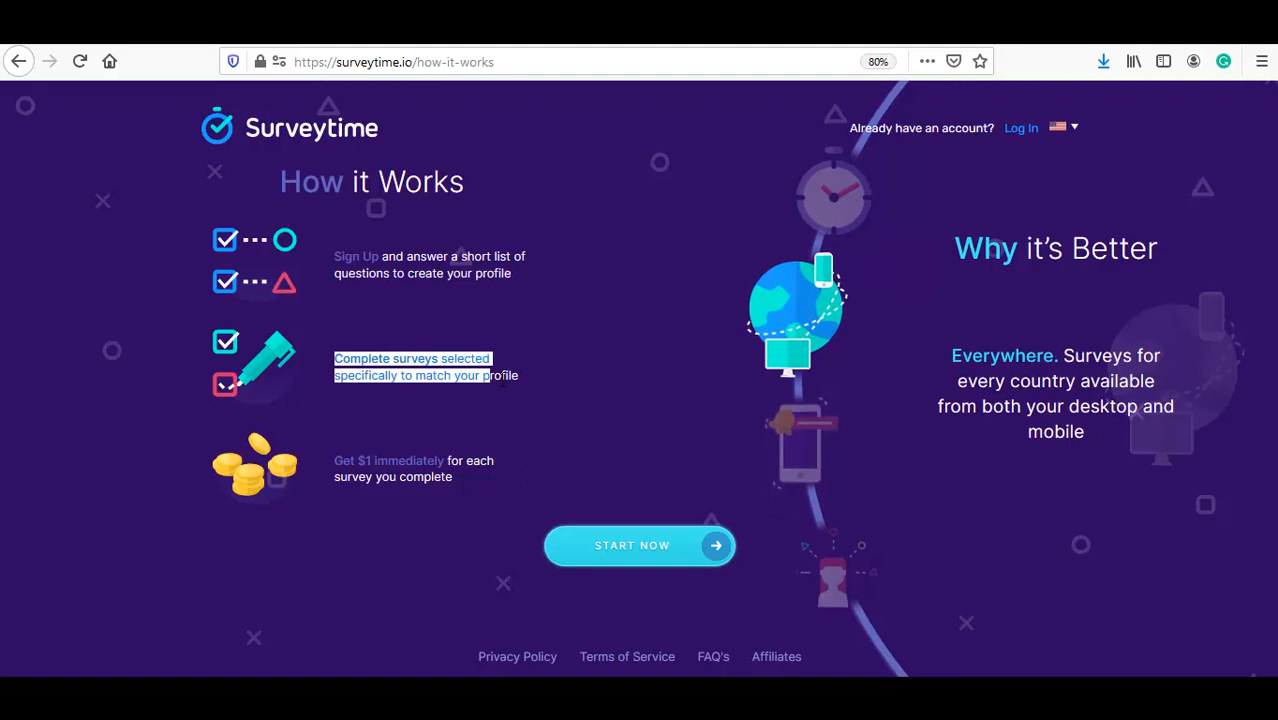 https://surveytime.io/how-it-works
80%
Surveytime
Already have an account? Log In
How it Works
Sign Up and answer a short list of
questions to create your profile
Complete surveys selected
specifically to match your profile
Get $1 immediately for each
survey you complete
Why it's Better
Everywhere. Surveys for
every country available
from both your desktop and
mobile
START NOW
Privacy Policy
Terms of Service
FAQ's
Affiliates